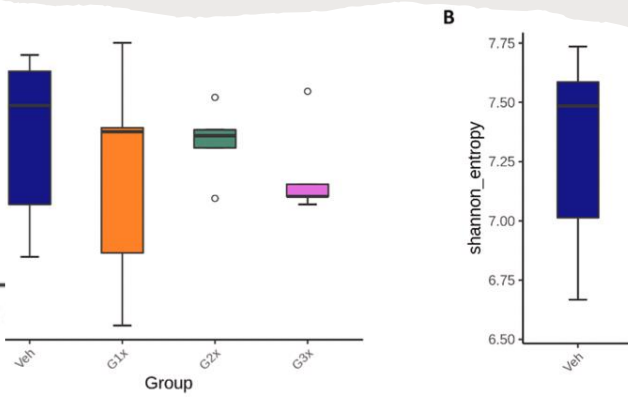 B
7.75
7.50
7.25
7.00
6.75
6.50
shannon_entropy
Veh
G1x
G2x
G3x
Group
Veh